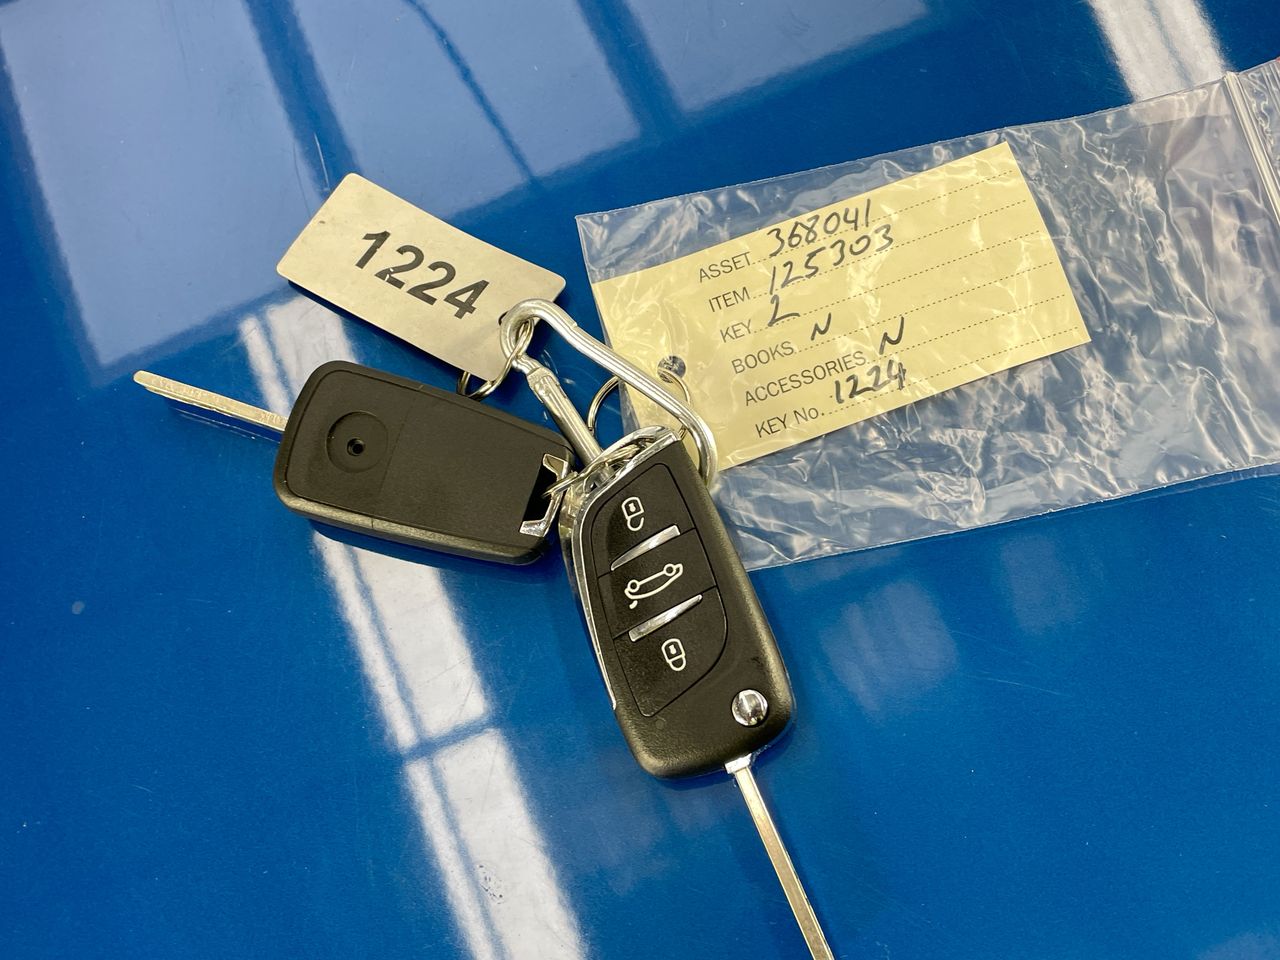 1224
ASSET 368041
ITEM 125303
KEY 2
BOOKS N
ACCESSORIES N
KEY No. 1224